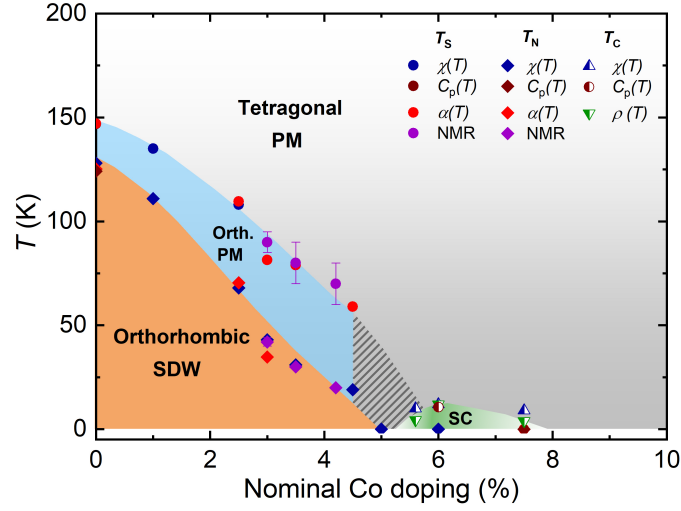 200
150
100
50
0
T (K)
0
2
4
6
8
10
Nominal Co doping (%)
T_S T_N T_C
χ(T) χ(T) χ(T)
C_p(T) C_p(T) C_p(T)
α(T) α(T) ρ (T)
NMR NMR
Tetragonal
PM
Orth.
PM
Orthorhombic
SDW
SC